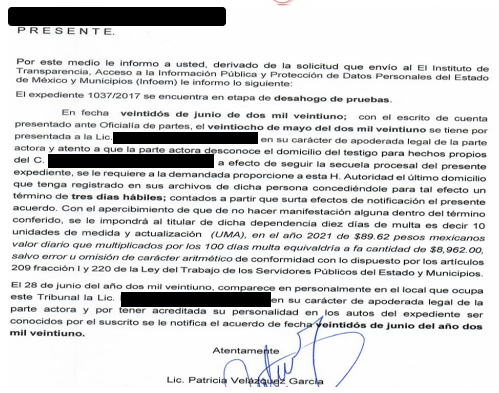 P R E S E N T E.
Por este medio le informo a usted, derivado de la solicitud que envío al El Instituto de
Transparencia, Acceso a la Información Pública y Protección de Datos Personales del Estado
de México y Municipios (Infoem) le informo lo siguiente:
El expediente 1037/2017 se encuentra en etapa de desahogo de pruebas.
En fecha veintidós de junio de dos mil veintiuno; con el escrito de cuenta
presentado ante Oficialía de partes, el veintiocho de mayo del dos mil veintiuno se tiene por
presentada a la Lic. en su carácter de apoderada legal de la parte
actora y atento a que la parte actora desconoce el domicilio del testigo para hechos propios
del C. a efecto de seguir la secuela procesal del presente
expediente, se le requiere a la demandada proporcione a esta H. Autoridad el último domicilio
que tenga registrado en sus archivos de dicha persona concediéndole para tal efecto un
término de tres días hábiles; contados a partir que surta efectos de notificación el presente
acuerdo. Con el apercibimiento de que de no hacer manifestación alguna dentro del término
conferido, se le impondrá al titular de dicha dependencia diez días de multa es decir 10
unidades de medida y actualización (UMA), en el año 2021 de $89.62 pesos mexicanos
valor diario que multiplicados por los 100 días multa equivaldría a la cantidad de $8,962.00,
salvo error u omisión de carácter aritmético de conformidad con lo dispuesto por los artículos
209 fracción I y 220 de la Ley del Trabajo de los Servidores Públicos del Estado y Municipios.
El 28 de junio del año dos mil veintiuno, comparece en personalmente en el local que ocupa
este Tribunal la Lic. en su carácter de apoderada legal de la
parte actora y por tener acreditada su personalidad en los autos del expediente ser
conocidos por el suscrito se le notifica el acuerdo de fecha veintidós de junio del año dos
mil veintiuno.
Atentamente
Lic. Patricia Velázquez García